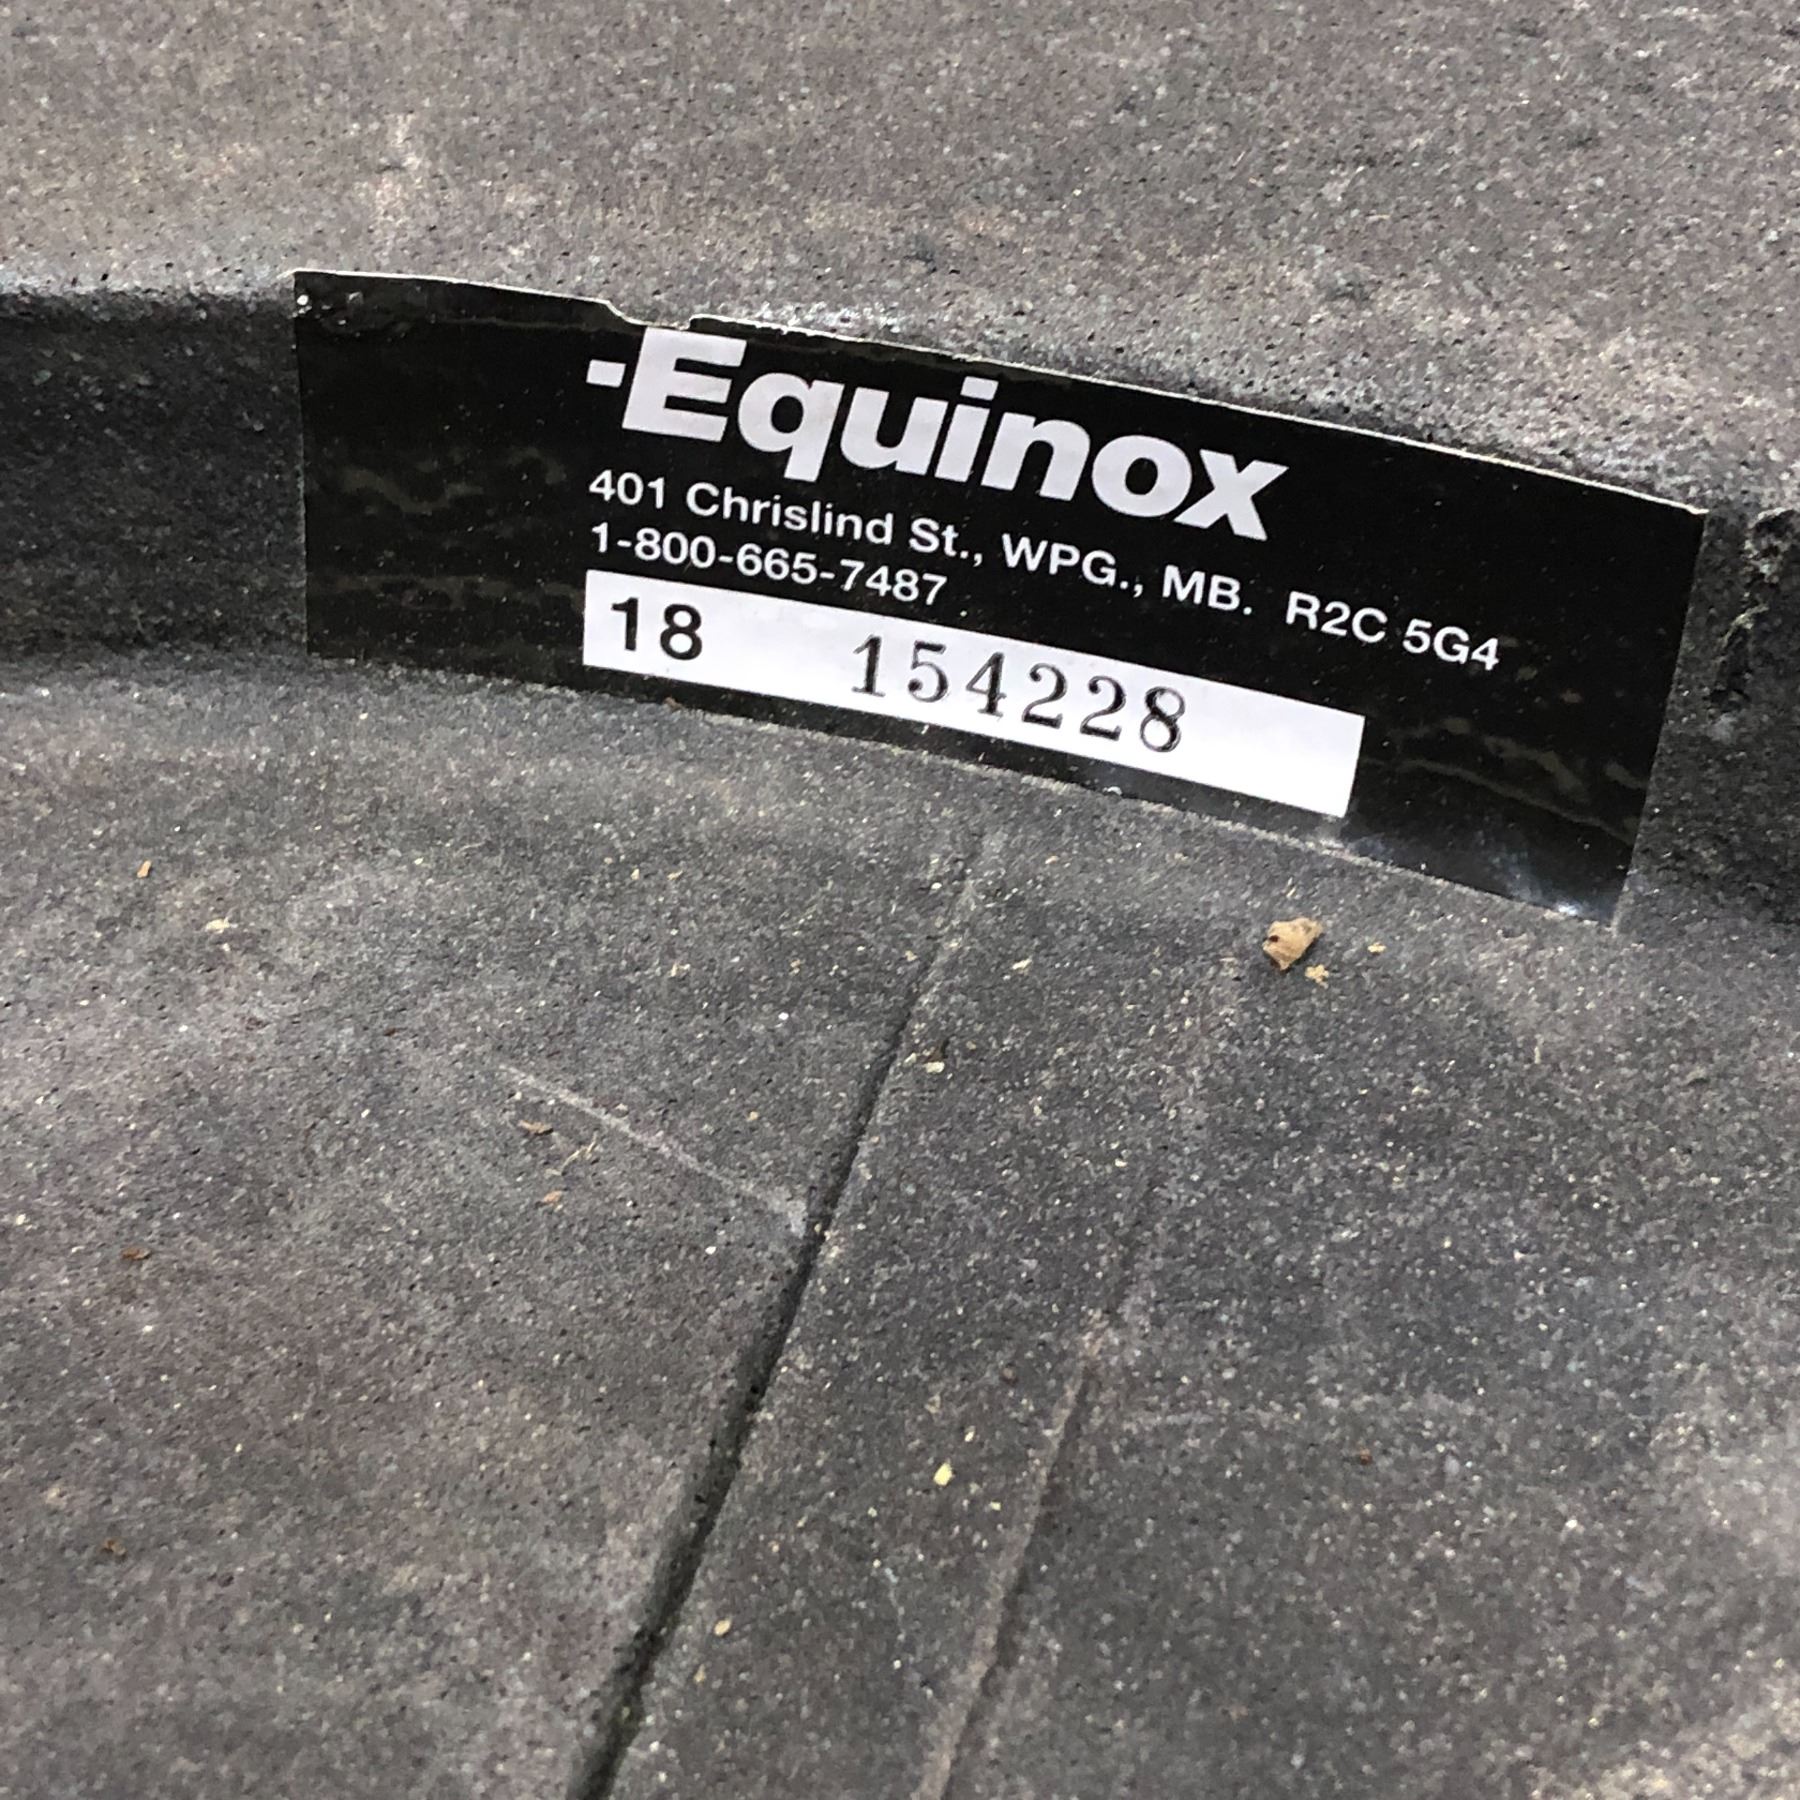 -Equinox
401 Chrislind St., WPG., MB. R2C 5G4
1-800-665-7487
18 154228